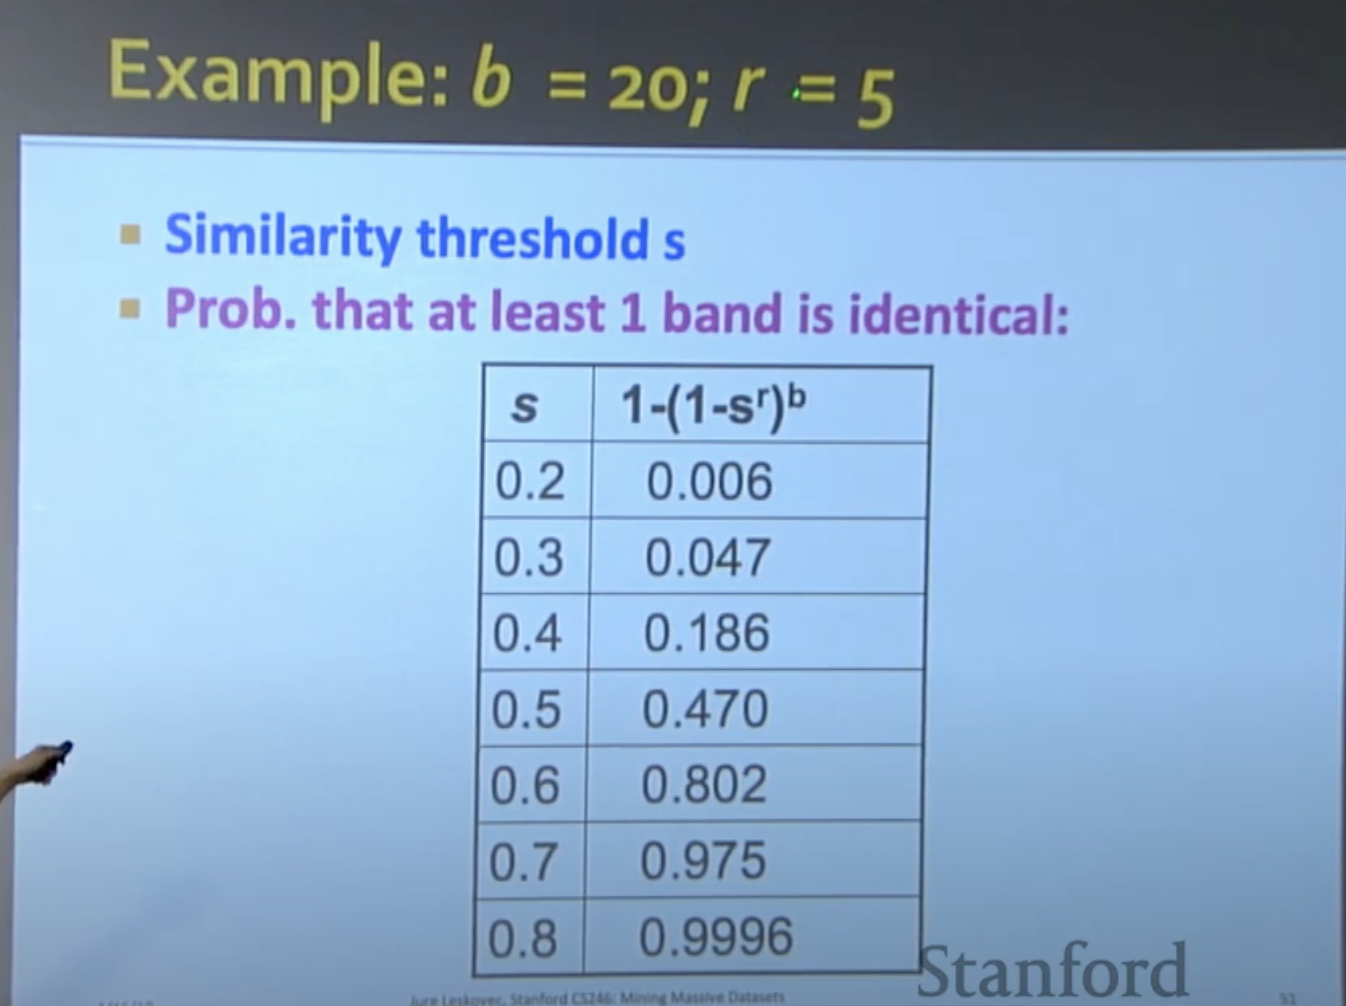 Example: b = 20; r = 5
Similarity threshold s
Prob. that at least 1 band is identical:
s 1-(1-sʳ)ᵇ
0.2 0.006
0.3 0.047
0.4 0.186
0.5 0.470
0.6 0.802
0.7 0.975
0.8 0.9996
Stanford
Jure Leskovec, Stanford CS246: Mining Massive Datasets